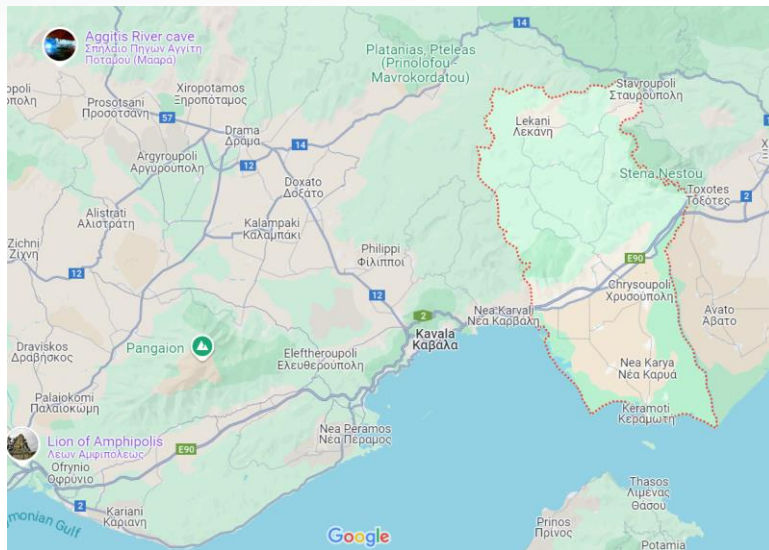 Aggitis River cave
Σπήλαιο Πηγών Αγγίτη
Ποταμού (Μααρά)
14
Platanias, Pteleas
(Prinolofou -
Mavrokordatou)
Stavroupoli
Σταυρούπολη
Xiropotamos
Ξηροπόταμος
Prosotsani
Προσοτσάνη
57
Lekani
Λεκάνη
Drama
Δράμα
14
Argyroupoli
Αργυρούπολη
12
Stena Nestou
Doxato
Δοξάτο
Toxotes
Τοξότες
2
Alistrati
Αλιστράτη
Kalampaki
Καλαμπάκι
Zichni
Ζίχνη
12
Philippi
Φίλιπποι
E90
Chrysoupoli
Χρυσούπολη
12
2
Nea Karvali
Νέα Καρβάλη
Avato
Άβατο
Kavala
Καβάλα
Draviskos
Δραβήσκος
Pangaion
Eleftheroupoli
Ελευθερούπολη
Nea Karya
Νέα Καρυά
Palaiokomi
Παλαιοκώμη
Keramoti
Κεραμωτή
Lion of Amphipolis
Λέων Αμφιπόλεως
E90
Nea Peramos
Νέα Πέραμος
Ofrynio
Οφρύνιο
2
Kariani
Καριανή
Thasos
Λιμένας
Θάσου
Prinos
Πρίνος
Potamia
Google